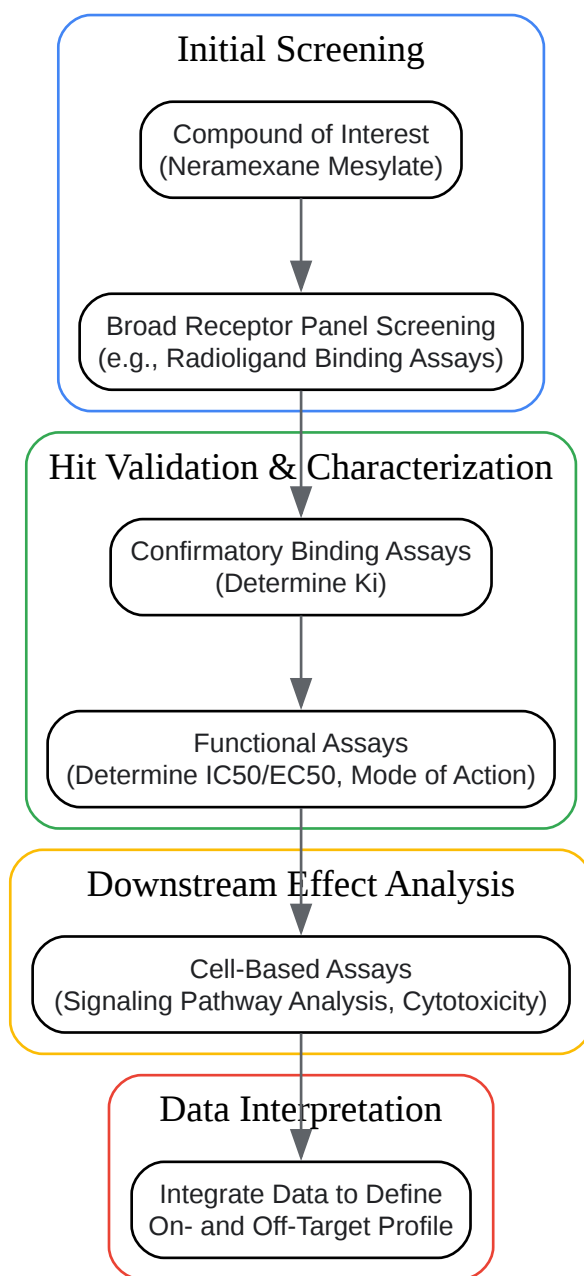 Initial Screening
Compound of Interest
(Neramexane Mesylate)
Broad Receptor Panel Screening
(e.g., Radioligand Binding Assays)
Hit Validation & Characterization
Confirmatory Binding Assays
(Determine Ki)
Functional Assays
(Determine IC50/EC50, Mode of Action)
Downstream Effect Analysis
Cell-Based Assays
(Signaling Pathway Analysis, Cytotoxicity)
Data Interpretation
Integrate Data to Define
On- and Off-Target Profile